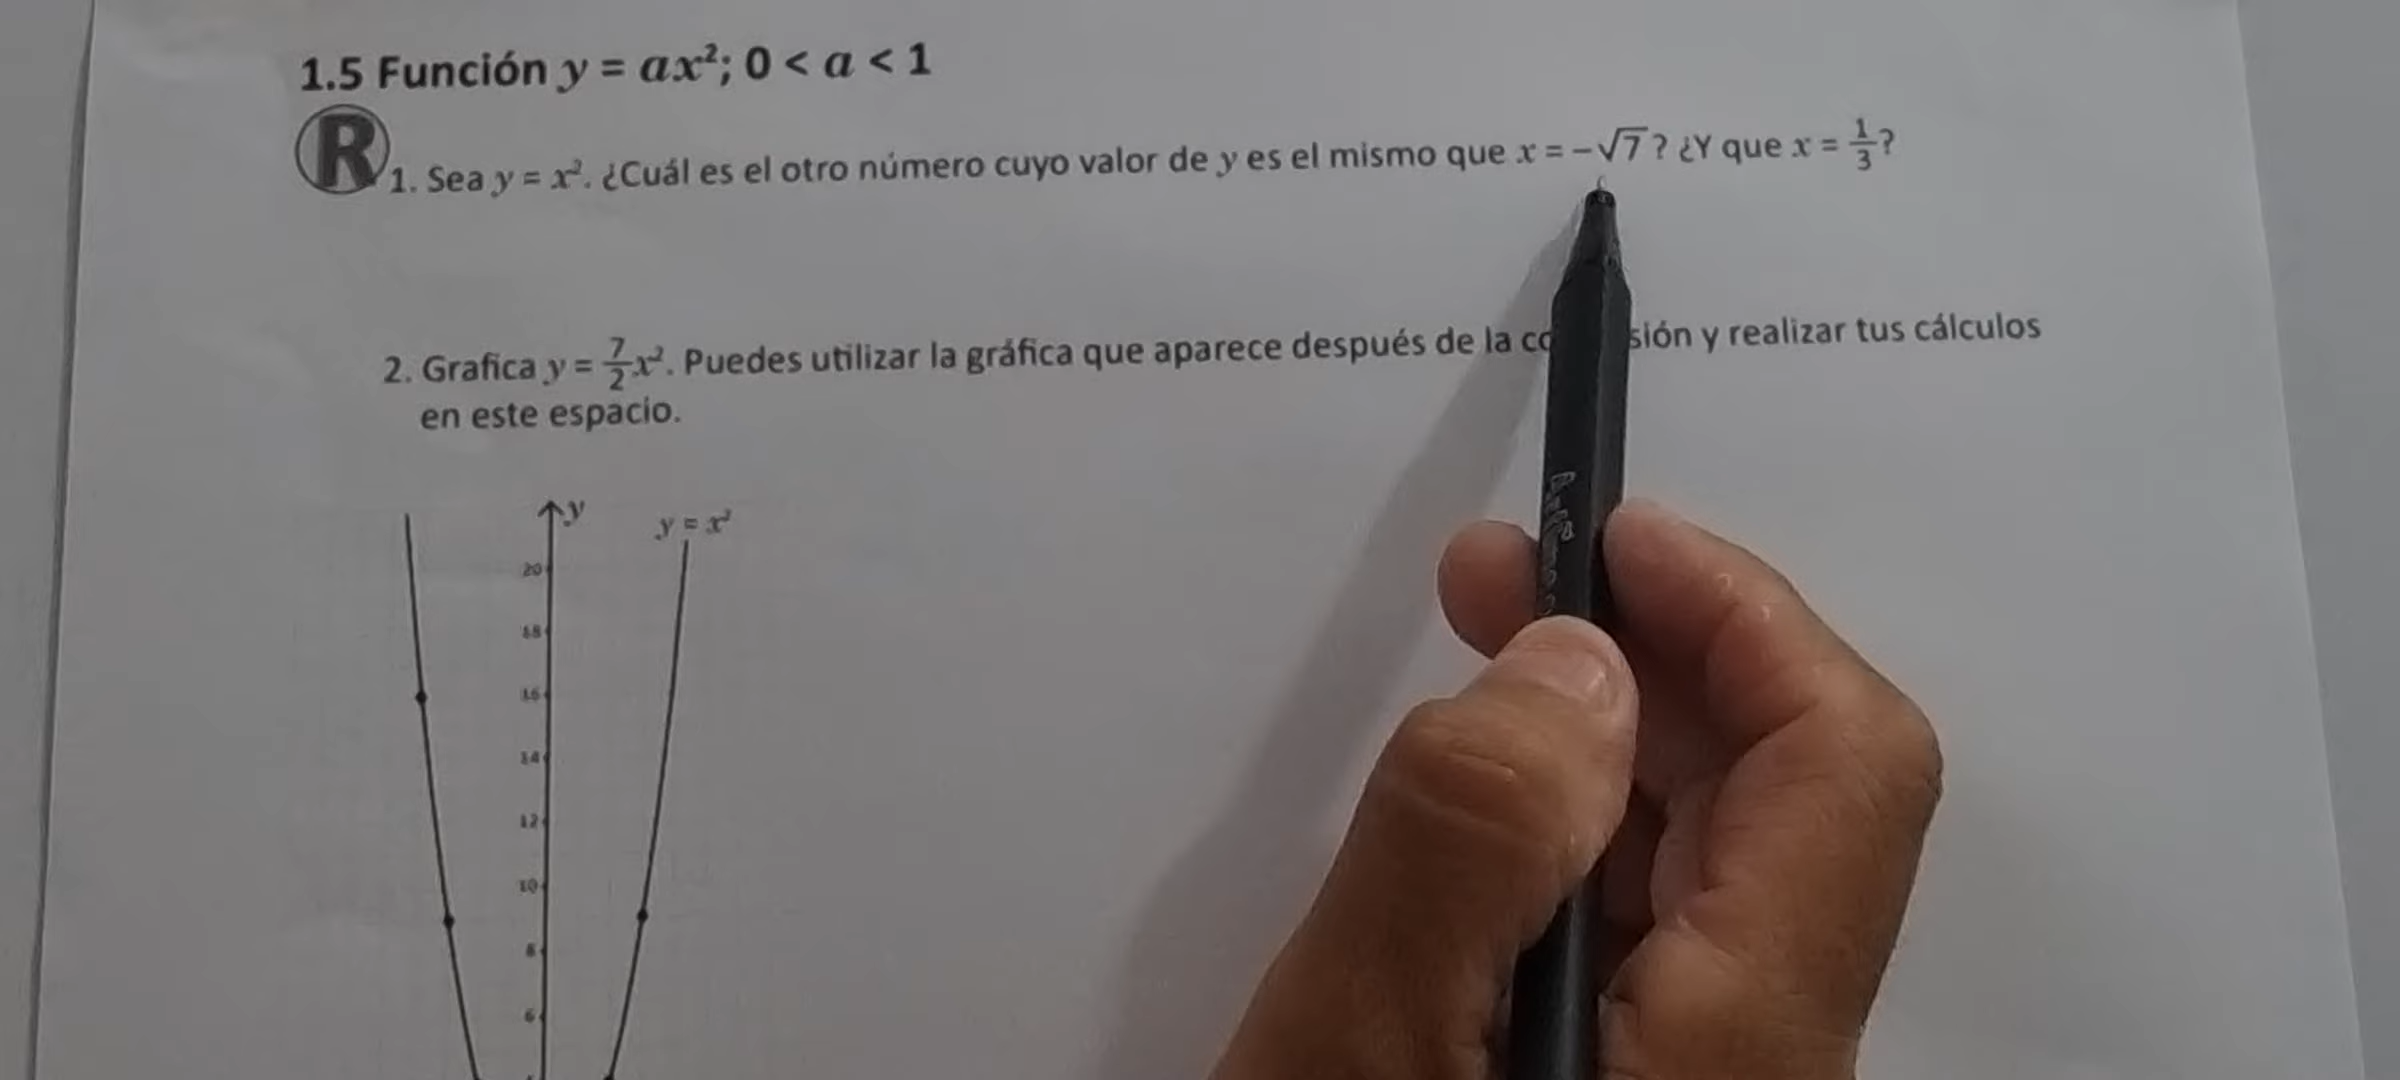 1.5 Función y = ax²; 0 < a < 1
R
1. Sea y = x². ¿Cuál es el otro número cuyo valor de y es el mismo que x = −√7? ¿Y que x = 1/3?
2. Grafica y = 7/2 x². Puedes utilizar la gráfica que aparece después de la y realizar tus cálculos
en este espacio.
y
y = x²
20
18
16
14
12
10
8
6